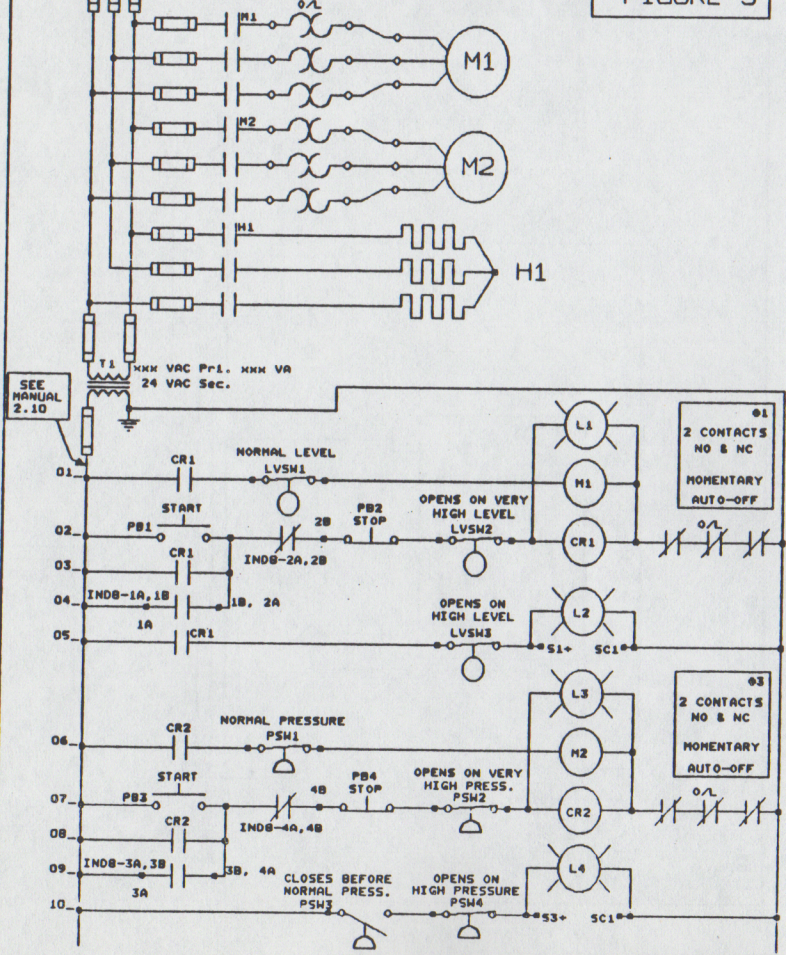 FIGURE 3
M1
OL
M1
M2
M2
H1
H1
T1
xxx VAC Pri. xxx VA
24 VAC Sec.
SEE
MANUAL
2.10
01
CR1
NORMAL LEVEL
LVSW1
L1
M1
#1
2 CONTACTS
NO & NC
MOMENTARY
AUTO-OFF
02
START
PB1
IND8-2A,2B
2B
PB2
STOP
OPENS ON VERY
HIGH LEVEL
LVSW2
CR1
OL
03
CR1
04
IND8-1A,1B
1A
1B, 2A
05
CR1
OPENS ON
HIGH LEVEL
LVSW3
L2
S1+
SC1
06
CR2
NORMAL PRESSURE
PSW1
L3
M2
#3
2 CONTACTS
NO & NC
MOMENTARY
AUTO-OFF
07
START
PB3
IND8-4A,4B
4B
PB4
STOP
OPENS ON VERY
HIGH PRESS.
PSW2
CR2
OL
08
CR2
09
IND8-3A,3B
3A
3B, 4A
10
CLOSES BEFORE
NORMAL PRESS.
PSW3
OPENS ON
HIGH PRESSURE
PSW4
L4
S3+
SC1